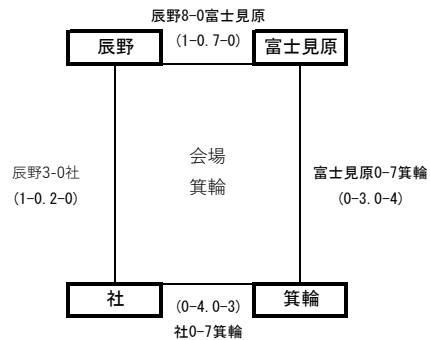 辰野8-0富士見原
(1-0.7-0)
辰野
富士見原
辰野3-0社
(1-0.2-0)
会場
箕輪
富士見原0-7箕輪
(0-3.0-4)
社
箕輪
(0-4.0-3)
社0-7箕輪